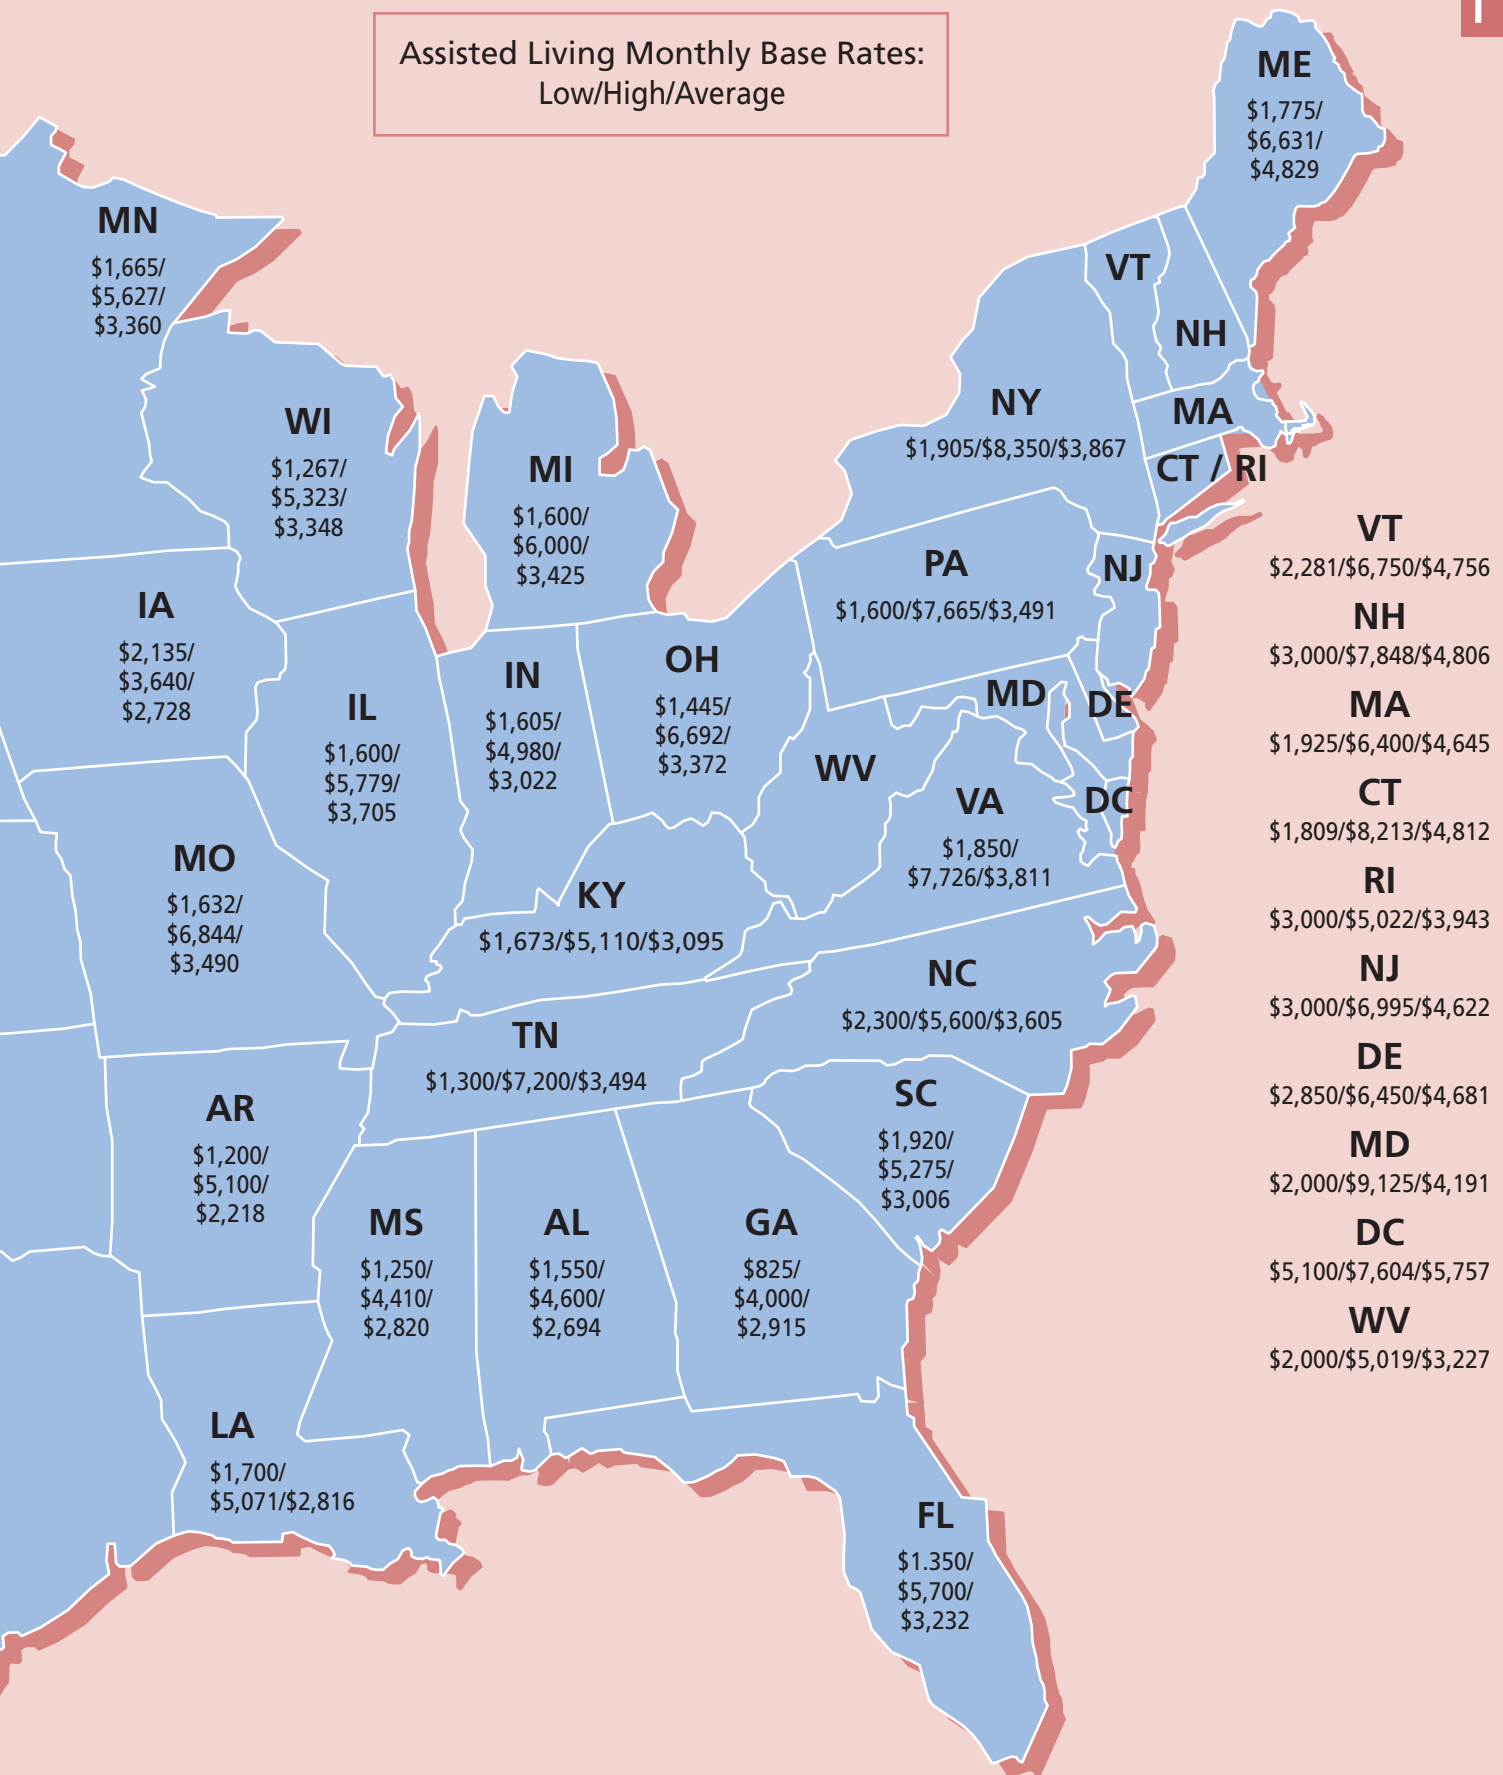 Assisted Living Monthly Base Rates:
Low/High/Average
ME
$1,775/
$6,631/
$4,829
MN
$1,665/
$5,627/
$3,360
VT
NH
WI
$1,267/
$5,323/
$3,348
NY
$1,905/$8,350/$3,867
MA
CT / RI
MI
$1,600/
$6,000/
$3,425
PA
$1,600/$7,665/$3,491
NJ
IA
$2,135/
$3,640/
$2,728
IL
$1,600/
$5,779/
$3,705
IN
$1,605/
$4,980/
$3,022
OH
$1,445/
$6,692/
$3,372
MD
DE
WV
VA
$1,850/
$7,726/$3,811
DC
MO
$1,632/
$6,844/
$3,490
KY
$1,673/$5,110/$3,095
NC
$2,300/$5,600/$3,605
TN
$1,300/$7,200/$3,494
AR
$1,200/
$5,100/
$2,218
SC
$1,920/
$5,275/
$3,006
MS
$1,250/
$4,410/
$2,820
AL
$1,550/
$4,600/
$2,694
GA
$825/
$4,000/
$2,915
LA
$1,700/
$5,071/$2,816
FL
$1.350/
$5,700/
$3,232
VT
$2,281/$6,750/$4,756
NH
$3,000/$7,848/$4,806
MA
$1,925/$6,400/$4,645
CT
$1,809/$8,213/$4,812
RI
$3,000/$5,022/$3,943
NJ
$3,000/$6,995/$4,622
DE
$2,850/$6,450/$4,681
MD
$2,000/$9,125/$4,191
DC
$5,100/$7,604/$5,757
WV
$2,000/$5,019/$3,227